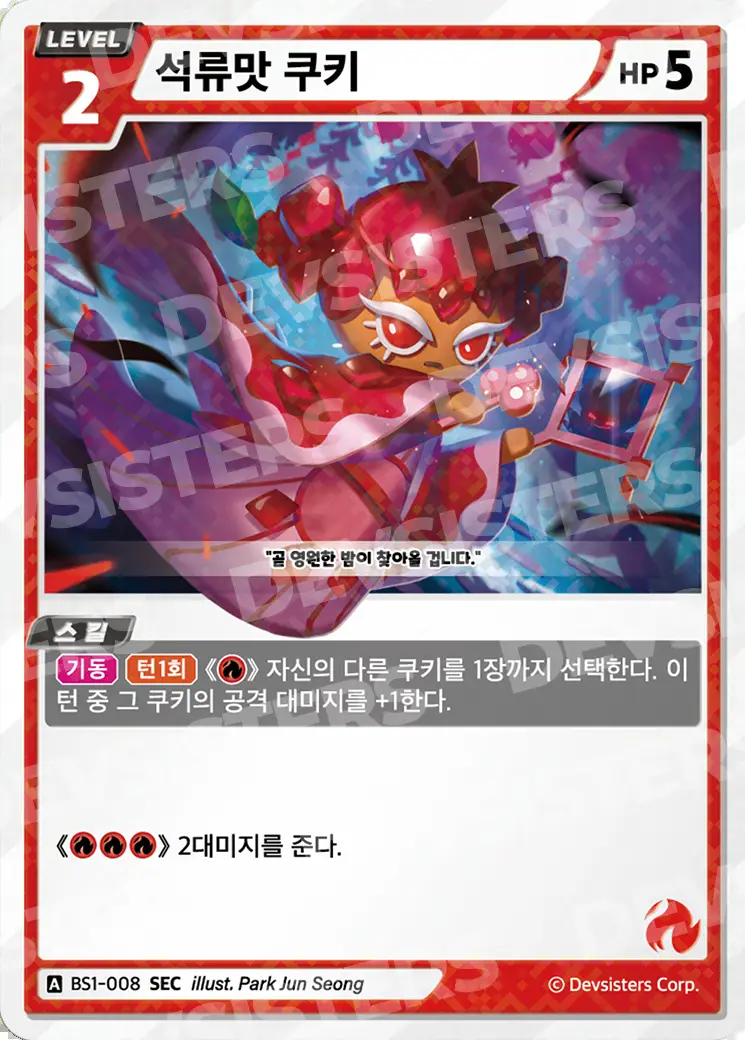 LEVEL
2
석류맛 쿠키
HP 5
"곧 영원한 밤이 찾아올 겁니다."
스킬
기동 턴1회 《》 자신의 다른 쿠키를 1장까지 선택한다. 이
턴 중 그 쿠키의 공격 대미지를 +1한다.
《》 2대미지를 준다.
A BS1-008 SEC illust. Park Jun Seong
© Devsisters Corp.
DEVSISTERS